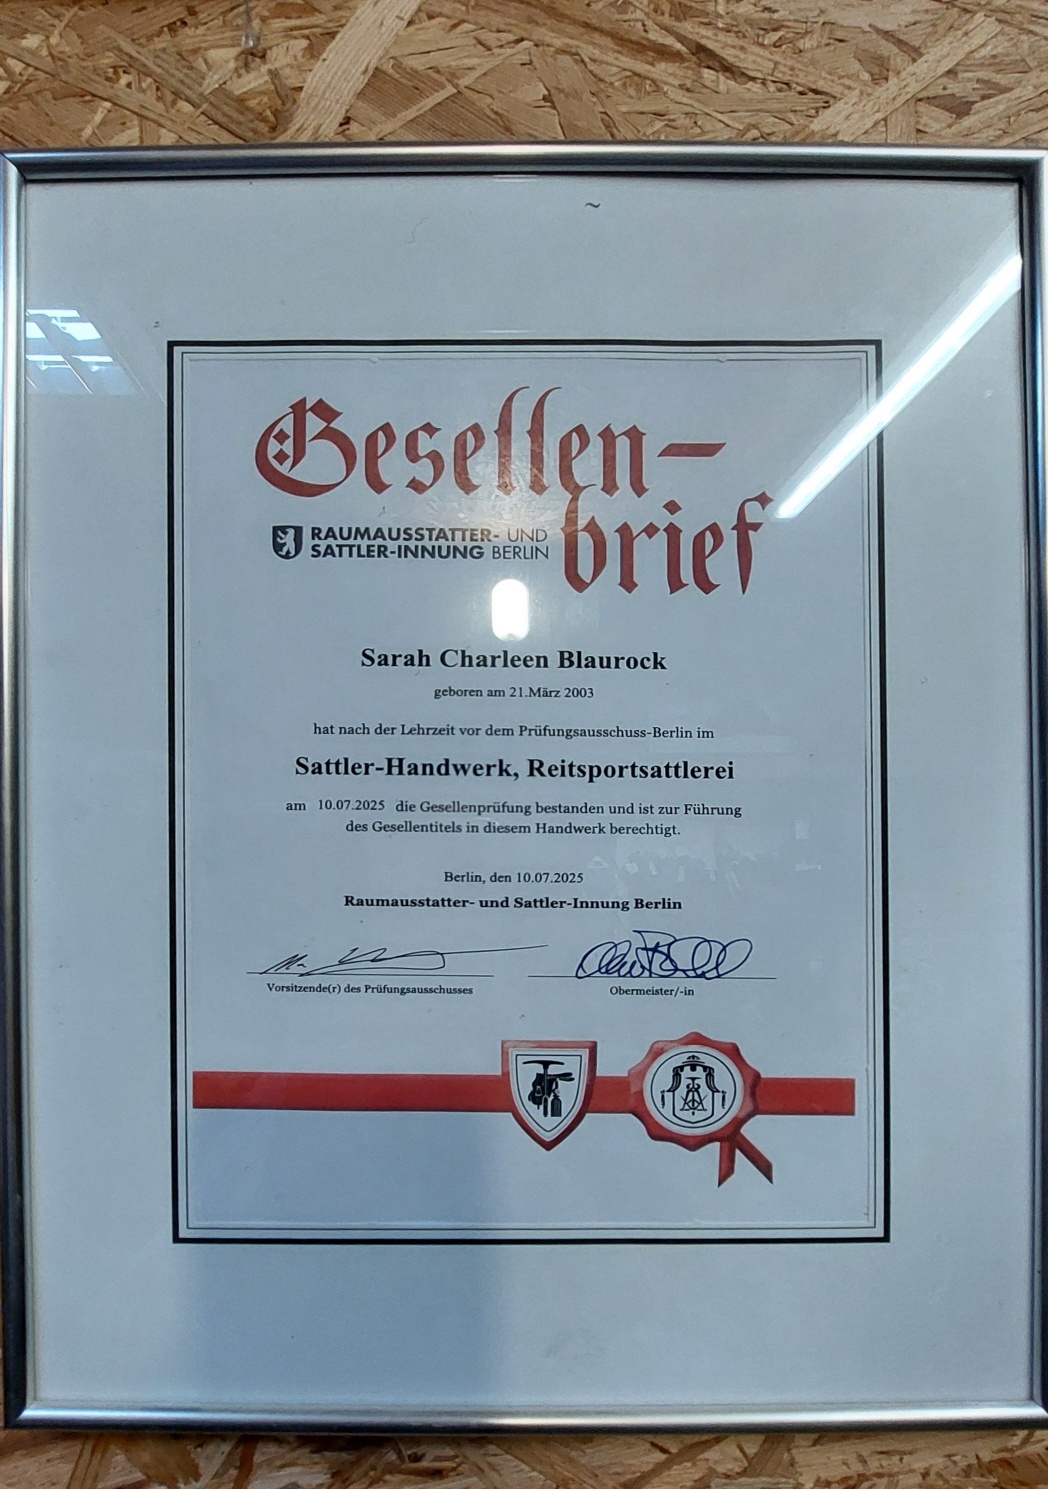 Gesellen-
brief
RAUMAUSSTATTER- UND
SATTLER-INNUNG BERLIN
Sarah Charleen Blaurock
geboren am 21.März 2003
hat nach der Lehrzeit vor dem Prüfungsausschuss-Berlin im
Sattler-Handwerk, Reitsportsattlerei
am 10.07.2025 die Gesellenprüfung bestanden und ist zur Führung
des Gesellentitels in diesem Handwerk berechtigt.
Berlin, den 10.07.2025
Raumausstatter- und Sattler-Innung Berlin
Vorsitzende(r) des Prüfungsausschusses
Obermeister/-in